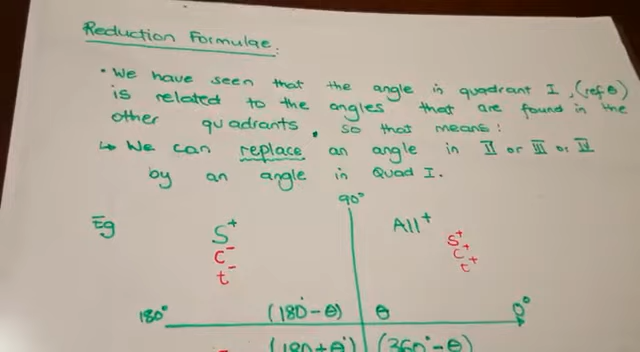 Reduction Formulae:
• We have seen that the angle in quadrant I, (ref θ)
is related to the angles that are found in the
other quadrants, so that means:
↳ We can replace an angle in II or III or IV
by an angle in Quad I.
90°
Eg S⁺ All⁺
C⁻ S⁺
t⁻ C⁺
t⁺
180° (180°-θ) θ 0°
(180+θ) (360°-θ)